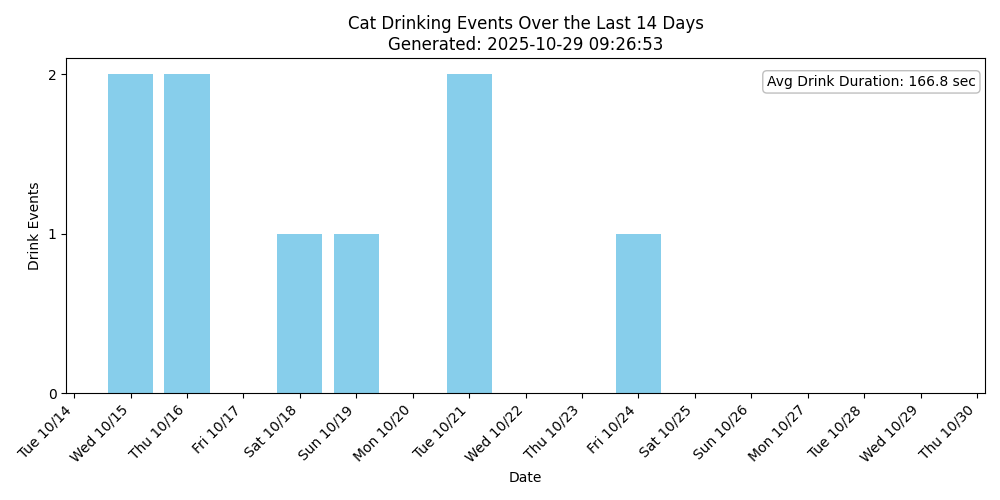 Cat Drinking Events Over the Last 14 Days
Generated: 2025-10-29 09:26:53
Avg Drink Duration: 166.8 sec
Drink Events
2
1
0
Tue 10/14
Wed 10/15
Thu 10/16
Fri 10/17
Sat 10/18
Sun 10/19
Mon 10/20
Tue 10/21
Wed 10/22
Thu 10/23
Fri 10/24
Sat 10/25
Sun 10/26
Mon 10/27
Tue 10/28
Wed 10/29
Thu 10/30
Date